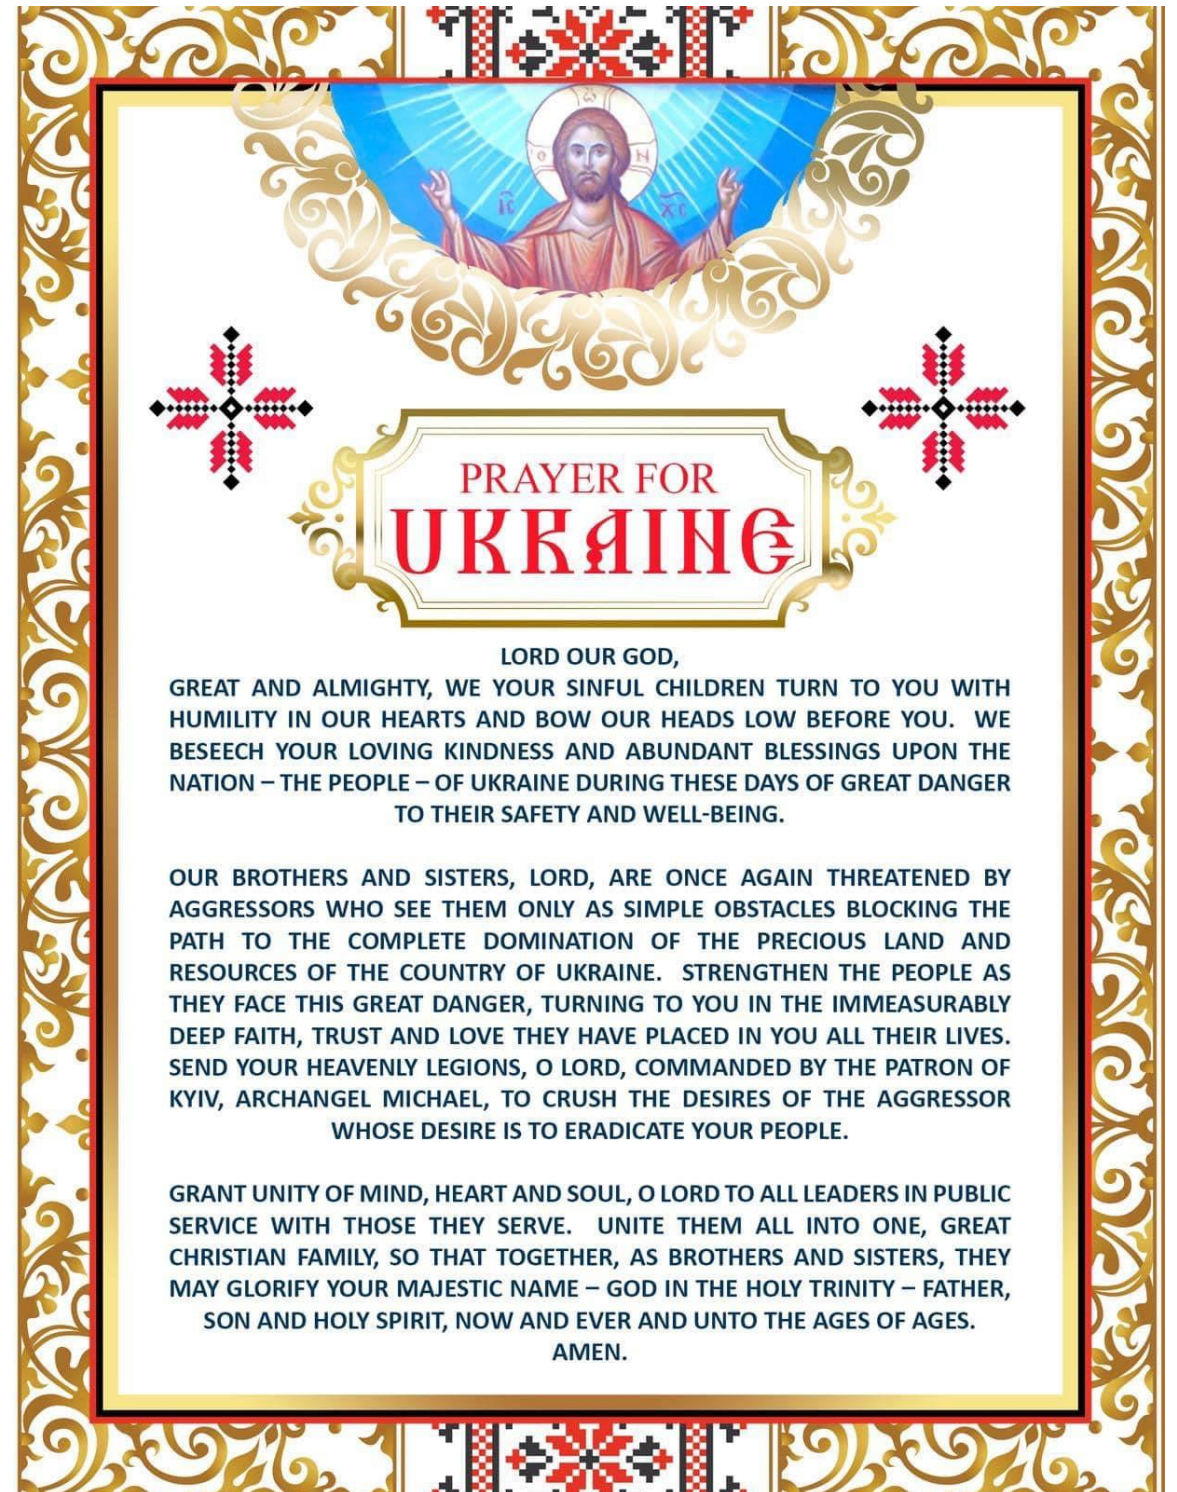 Ο Ν
ІС ХС
PRAYER FOR
UKRAINE
LORD OUR GOD,
GREAT AND ALMIGHTY, WE YOUR SINFUL CHILDREN TURN TO YOU WITH
HUMILITY IN OUR HEARTS AND BOW OUR HEADS LOW BEFORE YOU.  WE
BESEECH YOUR LOVING KINDNESS AND ABUNDANT BLESSINGS UPON THE
NATION – THE PEOPLE – OF UKRAINE DURING THESE DAYS OF GREAT DANGER
TO THEIR SAFETY AND WELL-BEING.
OUR BROTHERS AND SISTERS, LORD, ARE ONCE AGAIN THREATENED BY
AGGRESSORS WHO SEE THEM ONLY AS SIMPLE OBSTACLES BLOCKING THE
PATH TO THE COMPLETE DOMINATION OF THE PRECIOUS LAND AND
RESOURCES OF THE COUNTRY OF UKRAINE.  STRENGTHEN THE PEOPLE AS
THEY FACE THIS GREAT DANGER, TURNING TO YOU IN THE IMMEASURABLY
DEEP FAITH, TRUST AND LOVE THEY HAVE PLACED IN YOU ALL THEIR LIVES.
SEND YOUR HEAVENLY LEGIONS, O LORD, COMMANDED BY THE PATRON OF
KYIV, ARCHANGEL MICHAEL, TO CRUSH THE DESIRES OF THE AGGRESSOR
WHOSE DESIRE IS TO ERADICATE YOUR PEOPLE.
GRANT UNITY OF MIND, HEART AND SOUL, O LORD TO ALL LEADERS IN PUBLIC
SERVICE WITH THOSE THEY SERVE.  UNITE THEM ALL INTO ONE, GREAT
CHRISTIAN FAMILY, SO THAT TOGETHER, AS BROTHERS AND SISTERS, THEY
MAY GLORIFY YOUR MAJESTIC NAME – GOD IN THE HOLY TRINITY – FATHER,
SON AND HOLY SPIRIT, NOW AND EVER AND UNTO THE AGES OF AGES.
AMEN.